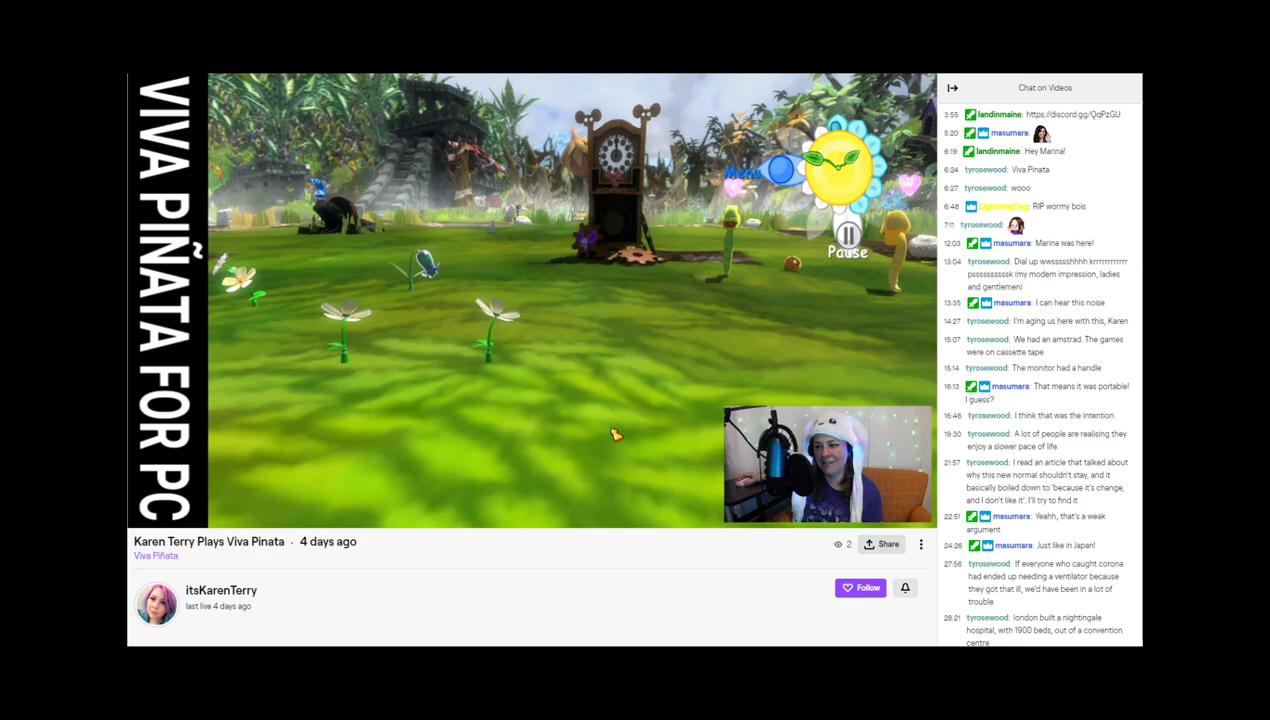 VIVA PIÑATA FOR PC
Menu
Pause
Karen Terry Plays Viva Pinata · 4 days ago
Viva Piñata
2
Share
itsKarenTerry
last live 4 days ago
Follow
Chat on Videos
3:55 landinmaine: https://discord.gg/QqPzGU
5:20 masumara:
6:19 landinmaine: Hey Marina!
6:24 tyrosewood: Viva Pinata
6:27 tyrosewood: wooo
6:48 LightningCog: RIP wormy bois
7:11 tyrosewood:
12:03 masumara: Marina was here!
13:04 tyrosewood: Dial up wwsssshhhhh krrrrrrrrrrrr
psssssssssk (my modem impression, ladies
and gentlemen)
13:35 masumara: I can hear this noise
14:27 tyrosewood: I'm aging us here with this, Karen
15:07 tyrosewood: We had an amstrad. The games
were on cassette tape
15:14 tyrosewood: The monitor had a handle
16:13 masumara: That means it was portable!
I guess?
16:46 tyrosewood: I think that was the intention
19:30 tyrosewood: A lot of people are realising they
enjoy a slower pace of life
21:57 tyrosewood: I read an article that talked about
why this new normal shouldn't stay, and it
basically boiled down to 'because it's change,
and I don't like it'. I'll try to find it
22:51 masumara: Yeahh, that's a weak
argument
24:26 masumara: Just like in Japan!
27:56 tyrosewood: If everyone who caught corona
had ended up needing a ventilator because
they got that ill, we'd have been in a lot of
trouble
28:21 tyrosewood: london built a nightingale
hospital, with 1900 beds, out of a convention
centre